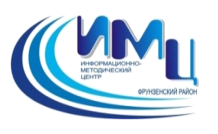 ИМЦ
ИНФОРМАЦИОННО-
МЕТОДИЧЕСКИЙ
ЦЕНТР
ФРУНЗЕНСКИЙ РАЙОН